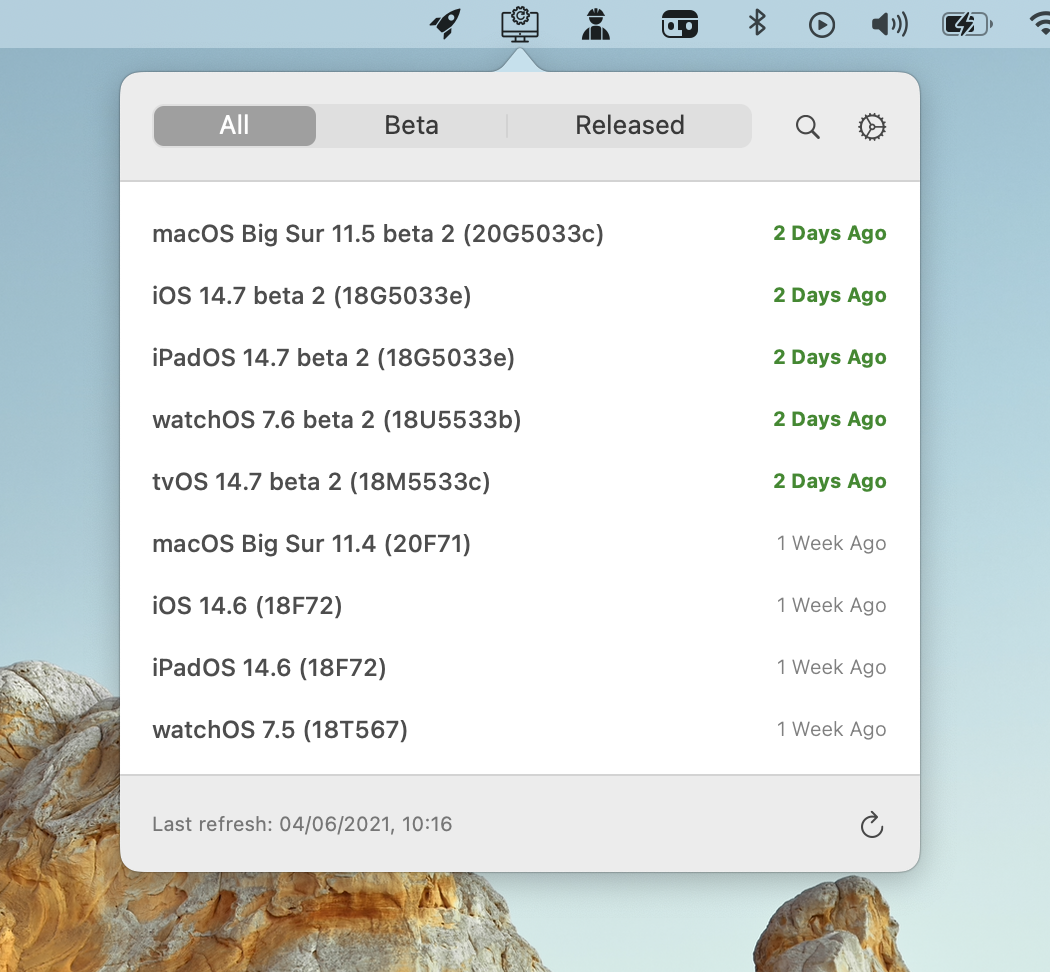 All Beta Released
macOS Big Sur 11.5 beta 2 (20G5033c) 2 Days Ago
iOS 14.7 beta 2 (18G5033e) 2 Days Ago
iPadOS 14.7 beta 2 (18G5033e) 2 Days Ago
watchOS 7.6 beta 2 (18U5533b) 2 Days Ago
tvOS 14.7 beta 2 (18M5533c) 2 Days Ago
macOS Big Sur 11.4 (20F71) 1 Week Ago
iOS 14.6 (18F72) 1 Week Ago
iPadOS 14.6 (18F72) 1 Week Ago
watchOS 7.5 (18T567) 1 Week Ago
Last refresh: 04/06/2021, 10:16